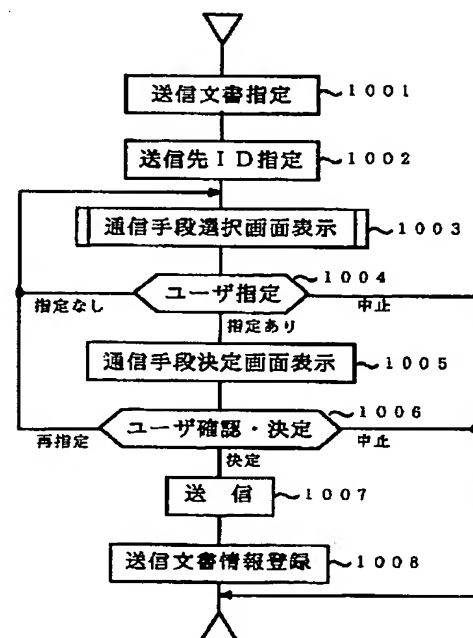 送信文書指定 1001
送信先ID指定 1002
通信手段選択画面表示 1003
1004
ユーザ指定
指定なし 中止
指定あり
通信手段決定画面表示 1005
1006
ユーザ確認・決定
再指定 中止
決定
送 信 1007
送信文書情報登録 1008